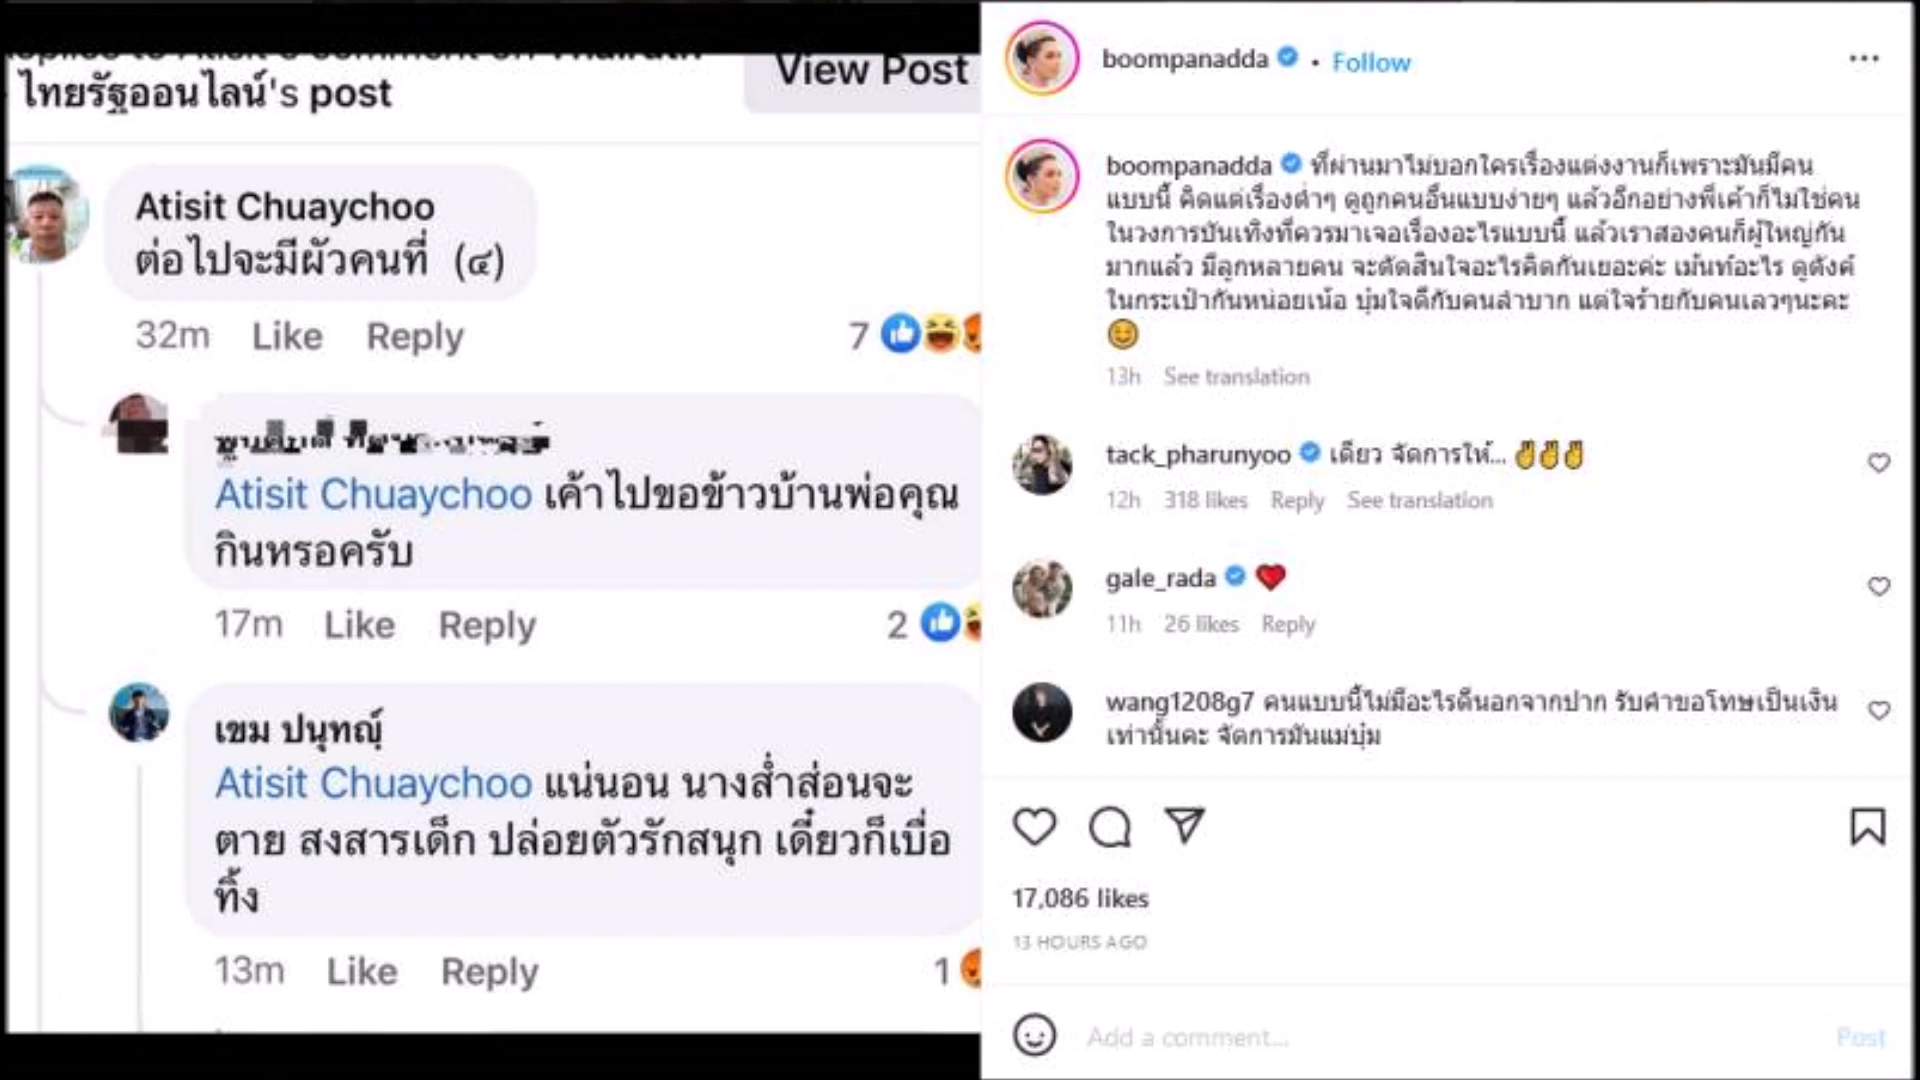 ไทยรัฐออนไลน์'s post
View Post
Atisit Chuaychoo
ต่อไปจะมีผัวคนที่ (๔)
32m Like Reply 7
Atisit Chuaychoo เค้าไปขอข้าวบ้านพ่อคุณ
กินหรอครับ
17m Like Reply 2
เขม ปนุทญ์
Atisit Chuaychoo แน่นอน นางส่ำส่อนจะ
ตาย สงสารเด็ก ปล่อยตัวรักสนุก เดี๋ยวก็เบื่อ
ทิ้ง
13m Like Reply 1
boompanadda • Follow
boompanadda ที่ผ่านมาไม่บอกใครเรื่องแต่งงานก็เพราะมันมีคน
แบบนี้ คิดแต่เรื่องต่ำๆ ดูถูกคนอื่นแบบง่ายๆ แล้วอีกอย่างพี่เค้าก็ไม่ใช่คน
ในวงการบันเทิงที่ควรมาเจอเรื่องอะไรแบบนี้ แล้วเราสองคนก็ผู้ใหญ่กัน
มากแล้ว มีลูกหลายคน จะตัดสินใจอะไรคิดกันเยอะค่ะ เม้นท์อะไร ดูตังค์
ในกระเป๋ากันหน่อยเน้อ บุ๋มใจดีกับคนลำบาก แต่ใจร้ายกับคนเลวๆนะคะ
😊
13h See translation
tack_pharunyoo เดี๋ยว จัดการให้... ✌✌✌
12h 318 likes Reply See translation
gale_rada ❤
11h 26 likes Reply
wang1208g7 คนแบบนี้ไม่มีอะไรดีนอกจากปาก รับคำขอโทษเป็นเงิน
เท่านั้นคะ จัดการมันแม่บุ๋ม
17,086 likes
13 HOURS AGO
Add a comment... Post